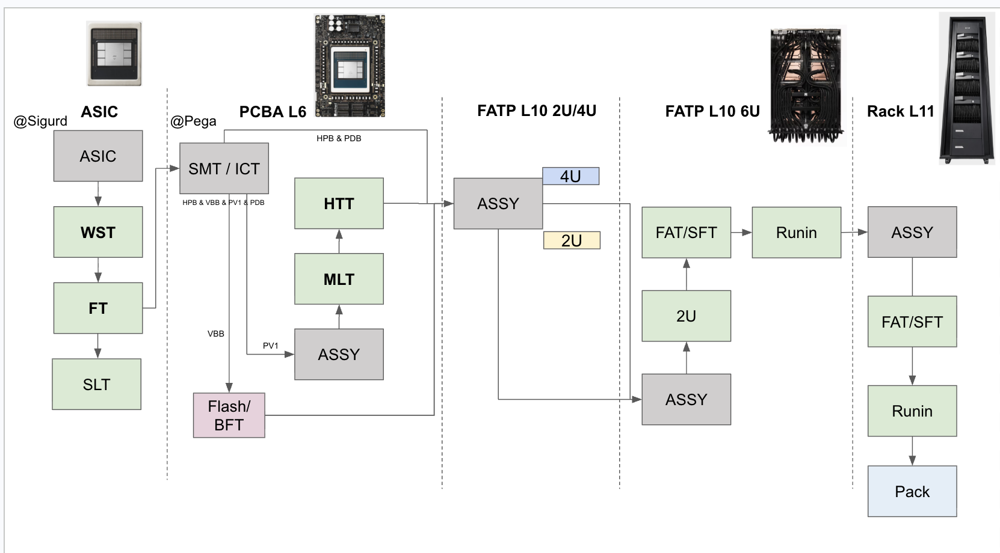 ASIC
PCBA L6
FATP L10 2U/4U
FATP L10 6U
Rack L11
@Sigurd
@Pega
ASIC
WST
FT
SLT
SMT / ICT
HPB & PDB
HPB & VBB & PV1 & PDB
HTT
MLT
ASSY
VBB
PV1
Flash/
BFT
ASSY
4U
2U
FAT/SFT
Runin
2U
ASSY
ASSY
FAT/SFT
Runin
Pack